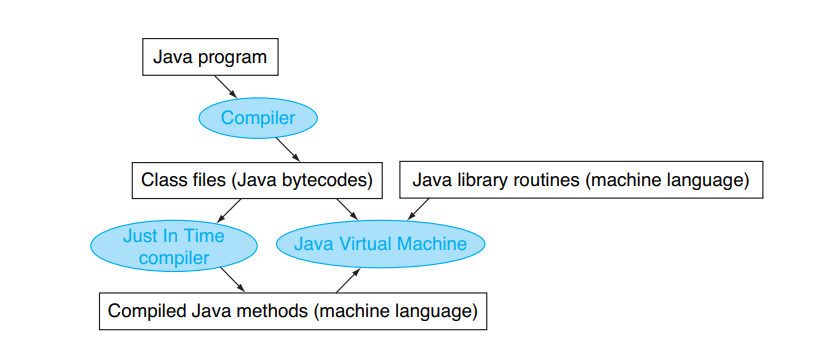 Java program
Compiler
Class files (Java bytecodes)
Java library routines (machine language)
Just In Time
compiler
Java Virtual Machine
Compiled Java methods (machine language)